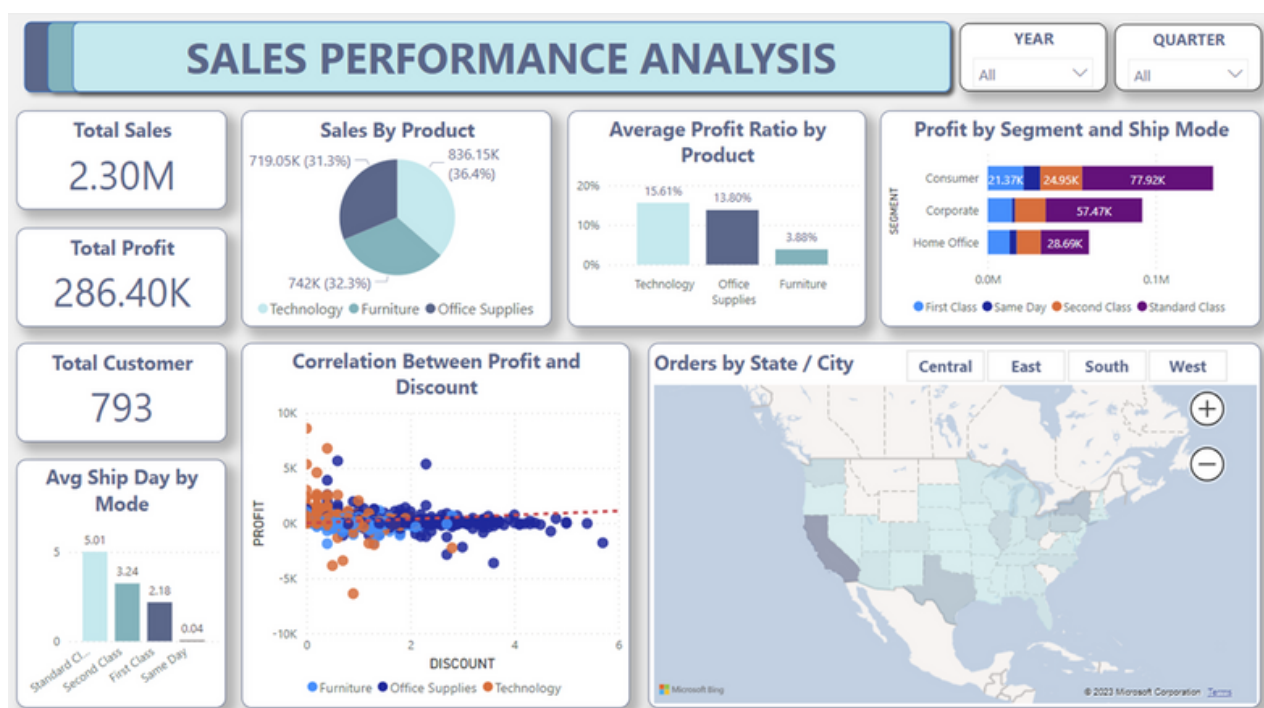 SALES PERFORMANCE ANALYSIS
YEAR
All
QUARTER
All
Total Sales
2.30M
Total Profit
286.40K
Total Customer
793
Sales By Product
719.05K (31.3%)
836.15K
(36.4%)
742K (32.3%)
Technology Furniture Office Supplies
Average Profit Ratio by
Product
20%
10%
0%
15.61%
13.80%
3.88%
Technology
Office
Supplies
Furniture
Profit by Segment and Ship Mode
SEGMENT
Consumer
21.37K 24.95K 77.92K
Corporate
57.47K
Home Office
28.69K
0.0M 0.1M
First Class Same Day Second Class Standard Class
Avg Ship Day by
Mode
5
0
5.01
3.24
2.18
0.04
Standard Cl...
Second Class
First Class
Same Day
Correlation Between Profit and
Discount
PROFIT
10K
5K
0K
-5K
-10K
0 2 4 6
DISCOUNT
Furniture Office Supplies Technology
Orders by State / City
Central East South West
Microsoft Bing
© 2023 Microsoft Corporation Terms